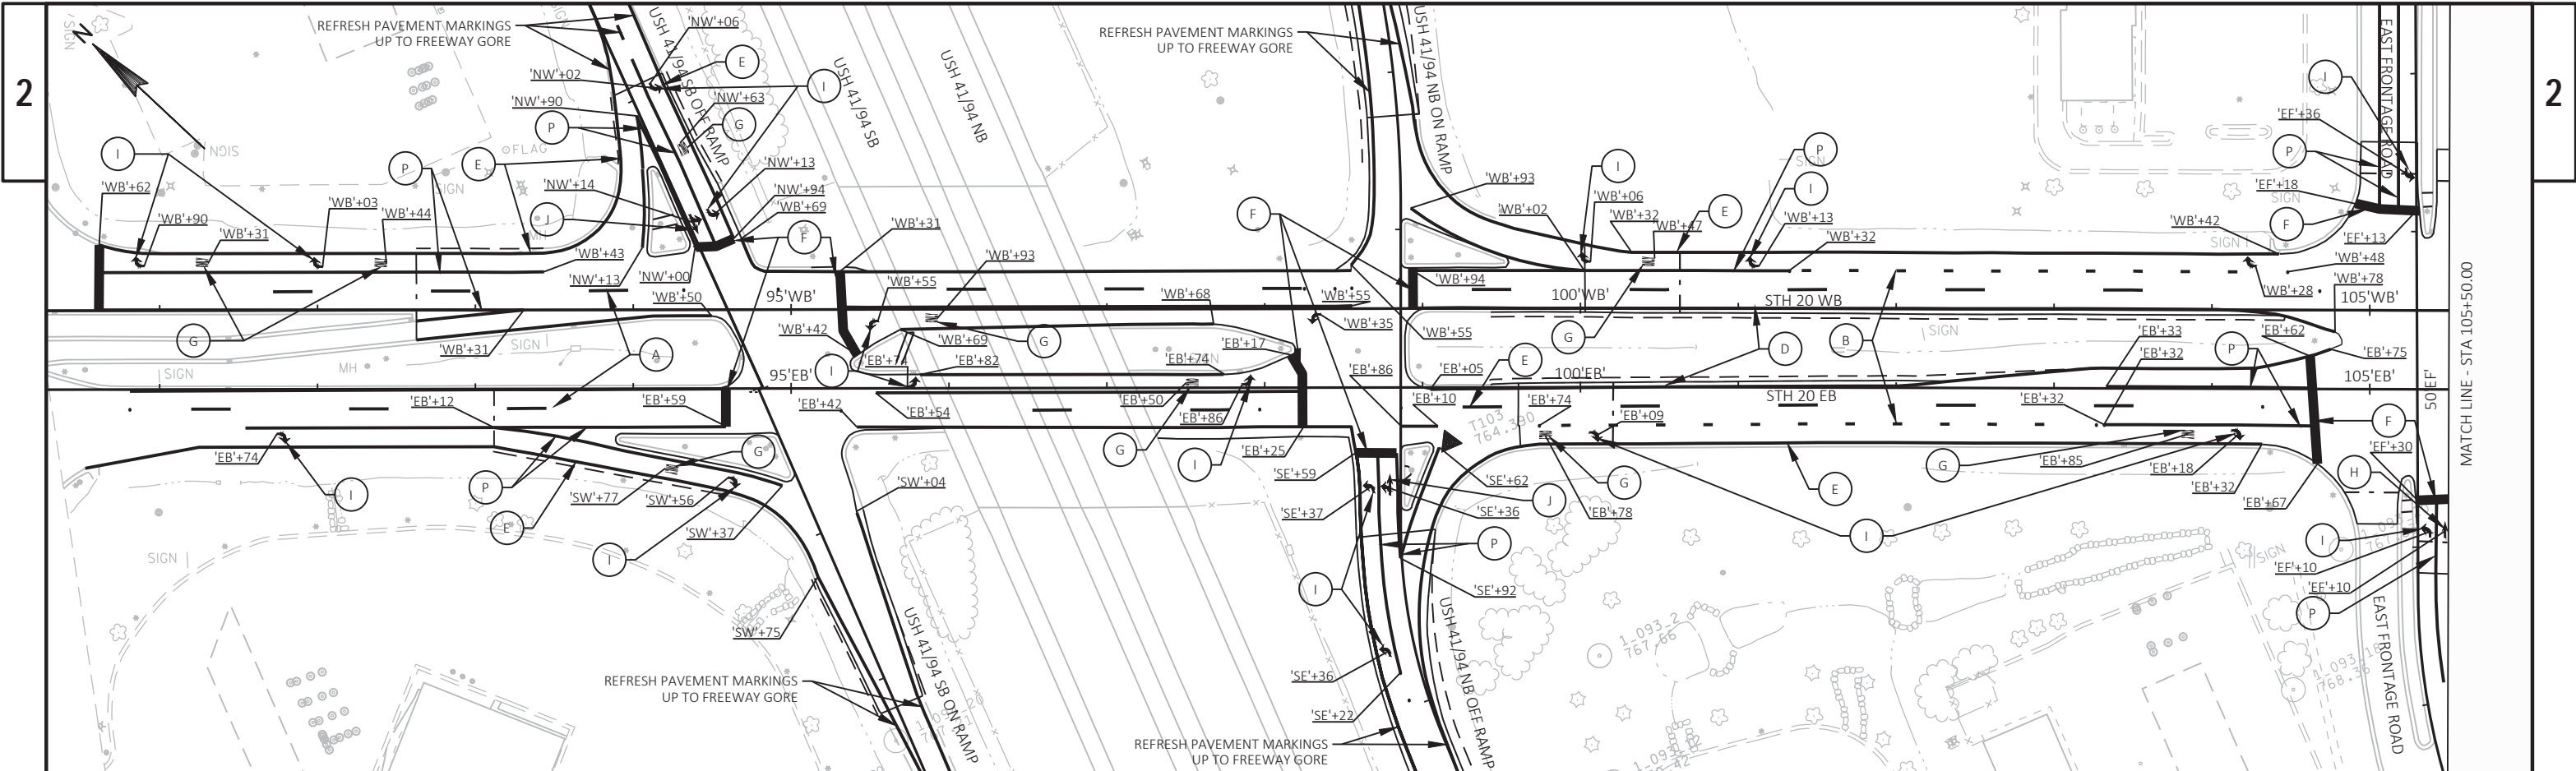 2
2
N
REFRESH PAVEMENT MARKINGS
UP TO FREEWAY GORE
REFRESH PAVEMENT MARKINGS
UP TO FREEWAY GORE
USH 41/94 SB OFF RAMP
USH 41/94 SB
USH 41/94 NB
USH 41/94 NB ON RAMP
EAST FRONTAGE ROAD
SIGN
SIGN
'NW'+06
E
I
'NW'+02
'NW'+63
'NW'+90
P
G
FLAG
I
P
E
SIGN
'WB'+62
'WB'+90
'WB'+31
'WB'+03
'WB'+44
'NW'+14
J
'NW'+13
'NW'+94
'WB'+69
F
'WB'+43
'NW'+13
'NW'+00
'WB'+50
95'WB'
'WB'+31
'WB'+55
'WB'+93
'WB'+42
'WB'+69
'WB'+68
G
F
'WB'+55
'WB'+35
'WB'+55
'WB'+94
'WB'+93
'WB'+02
I
'WB'+06
'WB'+32
'WB'+47
E
P
SIGN
I
'WB'+13
'WB'+32
100'WB'
STH 20 WB
G
D
B
SIGN
I
'EF'+36
P
'EF'+18
F
'WB'+42
SIGN
'EF'+13
'WB'+48
'WB'+78
'WB'+28
105'WB'
MATCH LINE - STA 105+50.00
50'EF'
G
'WB'+31
SIGN
MH
SIGN
A
95'EB'
I
'EB'+74
'EB'+82
'EB'+74
'EB'+17
'EB'+50
'EB'+86
'EB'+54
'EB'+42
'EB'+59
'EB'+12
'EB'+86
'EB'+05
E
'EB'+10
100'EB'
STH 20 EB
'EB'+74
'EB'+09
'EB'+33
'EB'+32
'EB'+32
'EB'+62
P
'EB'+75
105'EB'
'EB'+74
I
P
E
G
'SW'+77
'SW'+56
'SW'+37
I
'SW'+04
G
I
'EB'+25
'SE'+59
'SE'+37
'SE'+62
'SE'+36
J
P
'SE'+92
I
'SE'+36
'SE'+22
T103
764.390
G
'EB'+78
E
I
G
'EB'+85
'EB'+18
'EB'+32
'EB'+67
F
'EF'+30
H
I
'EF'+10
'EF'+10
P
SIGN
SIGN
'SW'+75
USH 41/94 SB ON RAMP
USH 41/94 NB OFF RAMP
EAST FRONTAGE ROAD
1-093-2
767.66
768.36
REFRESH PAVEMENT MARKINGS
UP TO FREEWAY GORE
REFRESH PAVEMENT MARKINGS
UP TO FREEWAY GORE